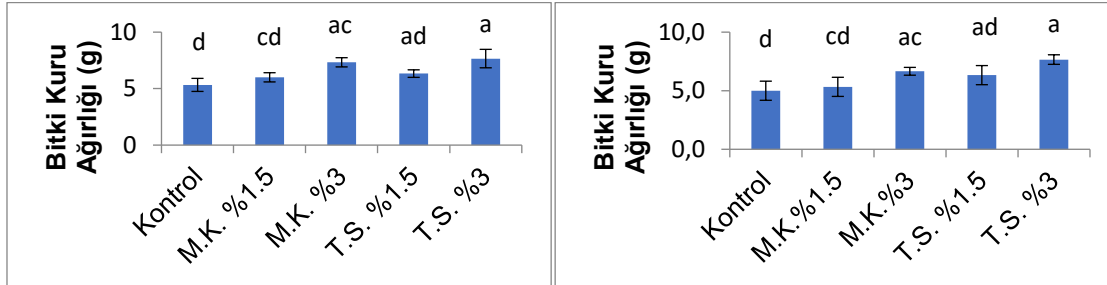 Bitki Kuru
Ağırlığı (g)
10
5
0
d
cd
ac
ad
a
Kontrol
M.K. %1.5
M.K. %3
T.S. %1.5
T.S. %3
Bitki Kuru
Ağırlığı (g)
10,0
5,0
0,0
d
cd
ac
ad
a
Kontrol
M.K. %1.5
M.K. %3
T.S. %1.5
T.S. %3